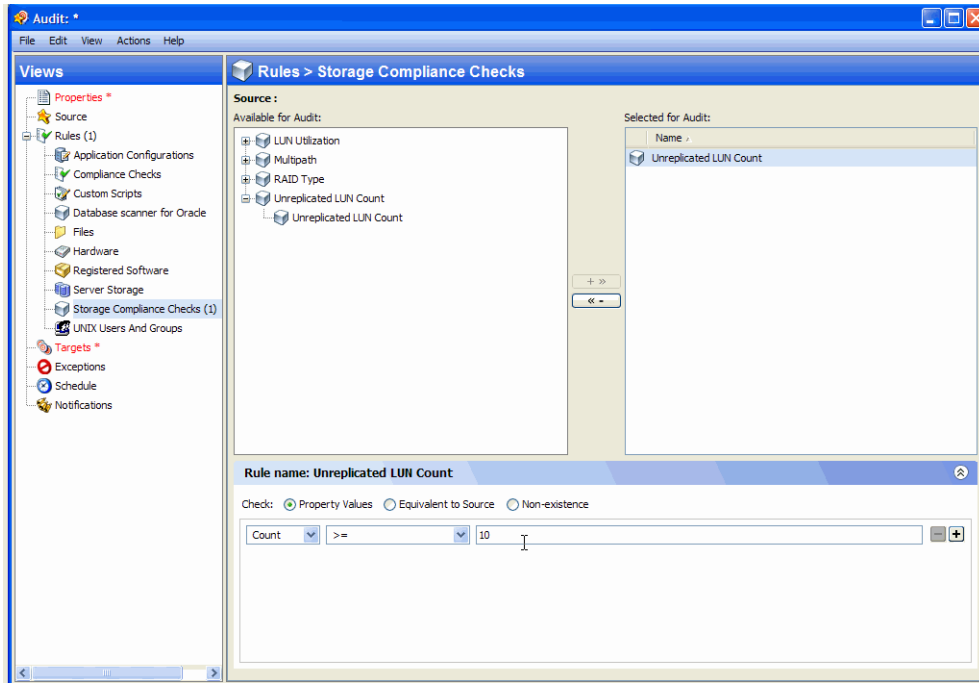 Audit: *
File Edit View Actions Help
Views
Properties *
Source
Rules (1)
Application Configurations
Compliance Checks
Custom Scripts
Database scanner for Oracle
Files
Hardware
Registered Software
Server Storage
Storage Compliance Checks (1)
UNIX Users And Groups
Targets *
Exceptions
Schedule
Notifications
Rules > Storage Compliance Checks
Source :
Available for Audit:
LUN Utilization
Multipath
RAID Type
Unreplicated LUN Count
Unreplicated LUN Count
+ »
« -
Selected for Audit:
Name
Unreplicated LUN Count
Rule name: Unreplicated LUN Count
Check: Property Values Equivalent to Source Non-existence
Count >= 10